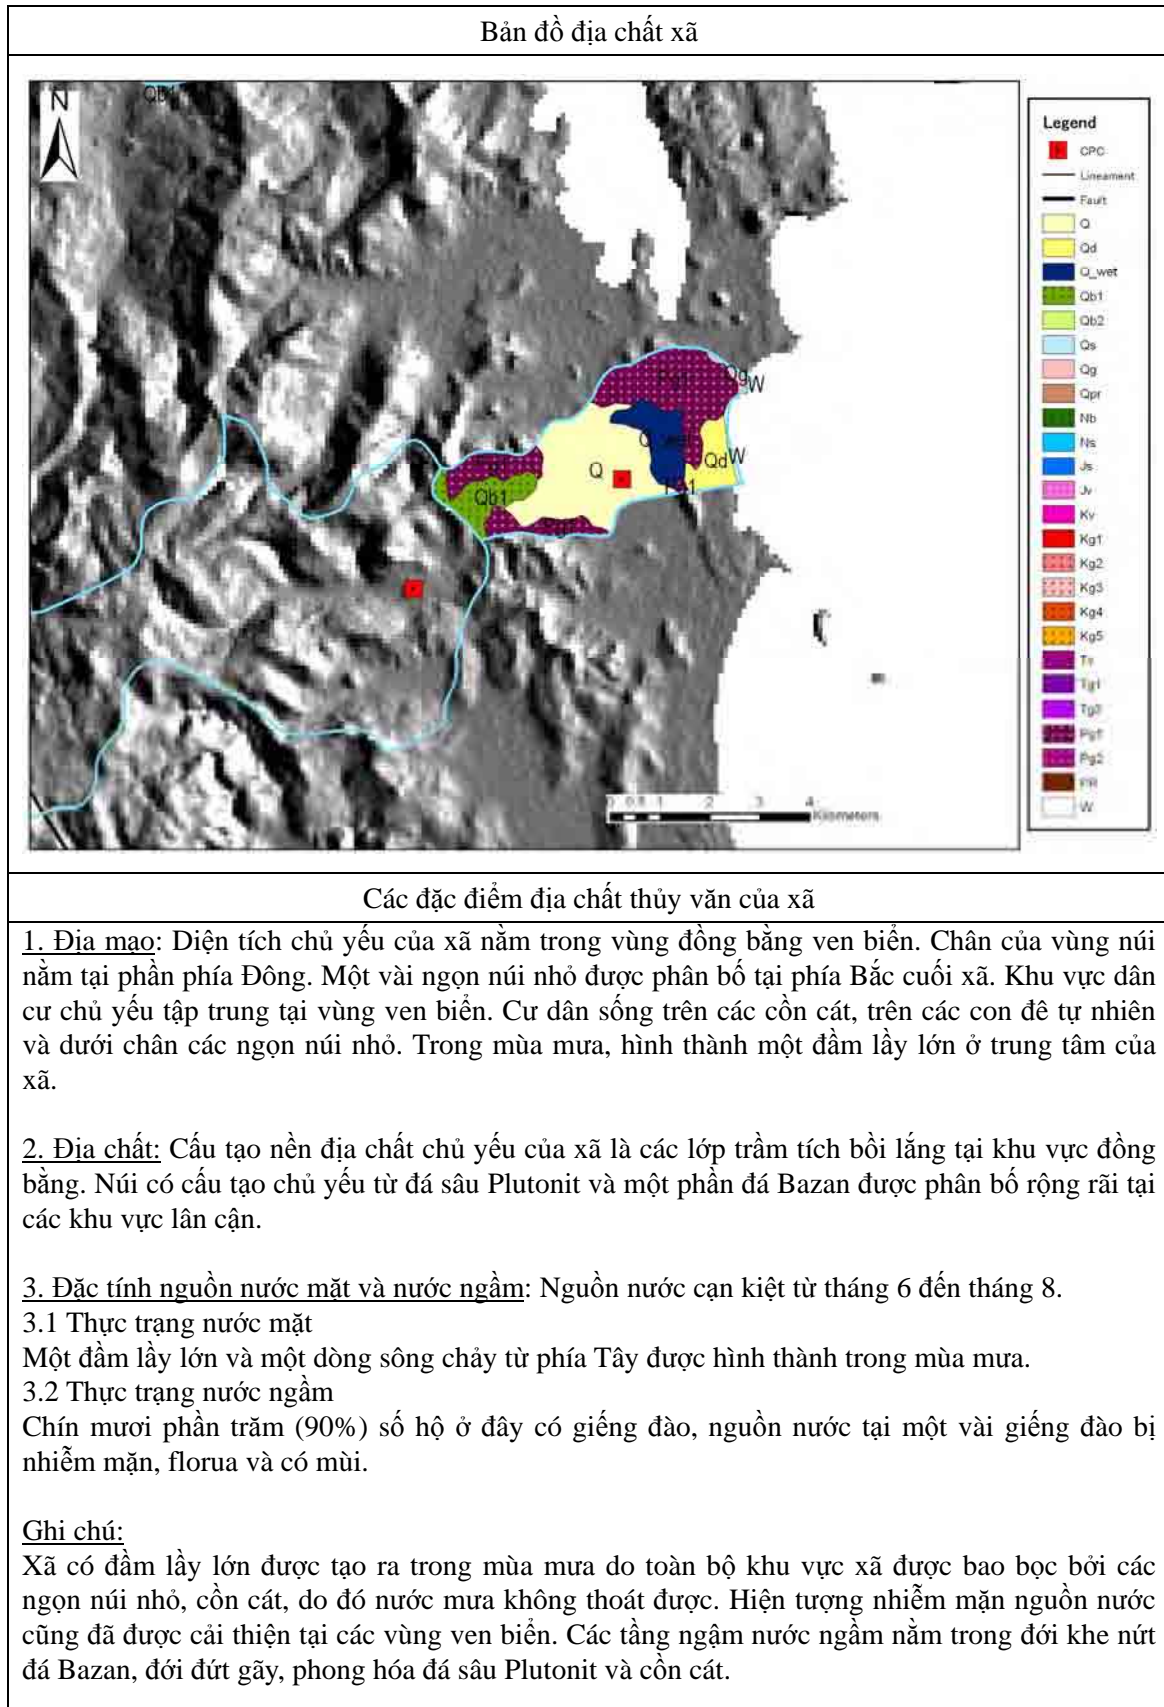 Bản đồ địa chất xã
N
Qb1
Legend
CPC
Lineament
Fault
Q
Qd
Q_wet
Qb1
Qb2
Qs
Qg
Qpr
Nb
Ns
Js
Jv
Kv
Kg1
Kg2
Kg3
Kg4
Kg5
Tg1
Pg1
Pg2
PR
W
Qg
W
Q
Qd
W
Qb1
Kilometers
Các đặc điểm địa chất thủy văn của xã
1. Địa mạo: Diện tích chủ yếu của xã nằm trong vùng đồng bằng ven biển. Chân của vùng núi
nằm tại phần phía Đông. Một vài ngọn núi nhỏ được phân bố tại phía Bắc cuối xã. Khu vực dân
cư chủ yếu tập trung tại vùng ven biển. Cư dân sống trên các cồn cát, trên các con đê tự nhiên
và dưới chân các ngọn núi nhỏ. Trong mùa mưa, hình thành một đầm lầy lớn ở trung tâm của
xã.
2. Địa chất: Cấu tạo nền địa chất chủ yếu của xã là các lớp trầm tích bồi lắng tại khu vực đồng
bằng. Núi có cấu tạo chủ yếu từ đá sâu Plutonit và một phần đá Bazan được phân bố rộng rãi tại
các khu vực lân cận.
3. Đặc tính nguồn nước mặt và nước ngầm: Nguồn nước cạn kiệt từ tháng 6 đến tháng 8.
3.1 Thực trạng nước mặt
Một đầm lầy lớn và một dòng sông chảy từ phía Tây được hình thành trong mùa mưa.
3.2 Thực trạng nước ngầm
Chín mươi phần trăm (90%) số hộ ở đây có giếng đào, nguồn nước tại một vài giếng đào bị
nhiễm mặn, florua và có mùi.
Ghi chú:
Xã có đầm lầy lớn được tạo ra trong mùa mưa do toàn bộ khu vực xã được bao bọc bởi các
ngọn núi nhỏ, cồn cát, do đó nước mưa không thoát được. Hiện tượng nhiễm mặn nguồn nước
cũng đã được cải thiện tại các vùng ven biển. Các tầng ngậm nước ngầm nằm trong đới khe nứt
đá Bazan, đới đứt gãy, phong hóa đá sâu Plutonit và cồn cát.